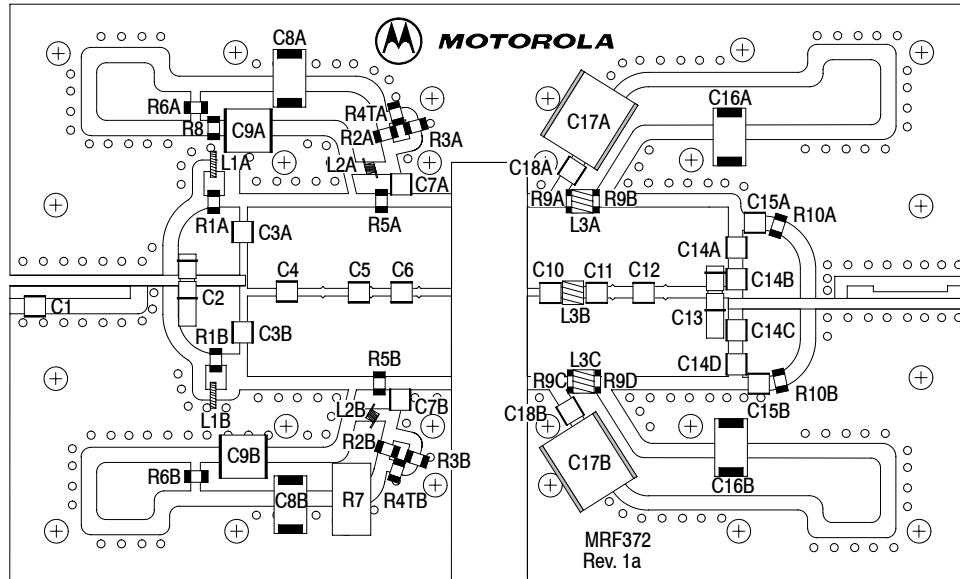 C8A
MOTOROLA
R6A
R8
C9A
R4TA
R2A
R3A
C17A
C16A
L1A
L2A
C7A
C18A
R1A
R5A
R9A
R9B
L3A
C15A
R10A
C3A
C14A
C4
C5
C6
C10
C11
C12
C14B
C1
C2
L3B
C13
R1B
C3B
C14C
R5B
L3C
C14D
R9C
R9D
R10B
L1B
L2B
C7B
C18B
C15B
C9B
R2B
R3B
R6B
C8B
R7
R4TB
C17B
C16B
MRF372
Rev. 1a